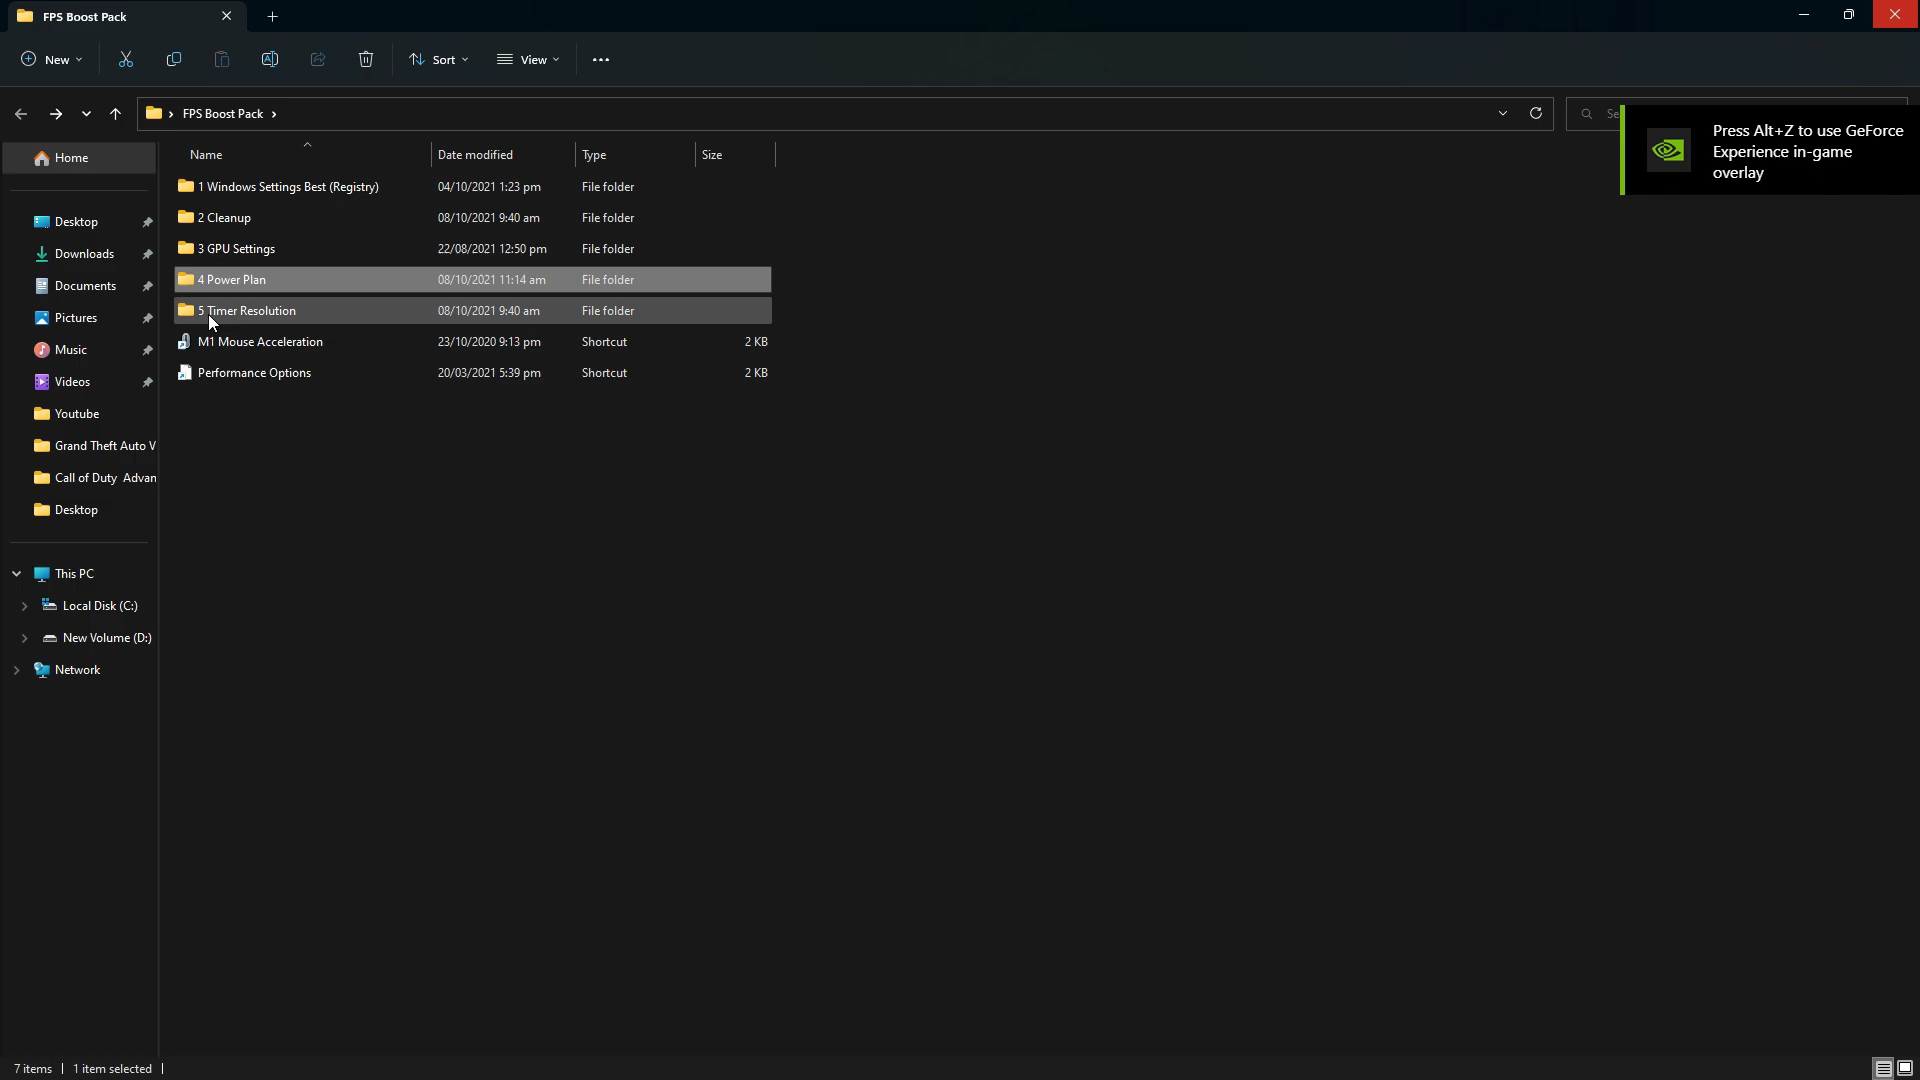 FPS Boost Pack
New
Sort
View
FPS Boost Pack
Se
Press Alt+Z to use GeForce
Experience in-game
overlay
Home
Name
Date modified
Type
Size
1 Windows Settings Best (Registry)
04/10/2021 1:23 pm
File folder
2 Cleanup
08/10/2021 9:40 am
File folder
3 GPU Settings
22/08/2021 12:50 pm
File folder
4 Power Plan
08/10/2021 11:14 am
File folder
5 Timer Resolution
08/10/2021 9:40 am
File folder
M1 Mouse Acceleration
23/10/2020 9:13 pm
Shortcut
2 KB
Performance Options
20/03/2021 5:39 pm
Shortcut
2 KB
Desktop
Downloads
Documents
Pictures
Music
Videos
Youtube
Grand Theft Auto V
Call of Duty Advan
Desktop
This PC
Local Disk (C:)
New Volume (D:)
Network
7 items
1 item selected